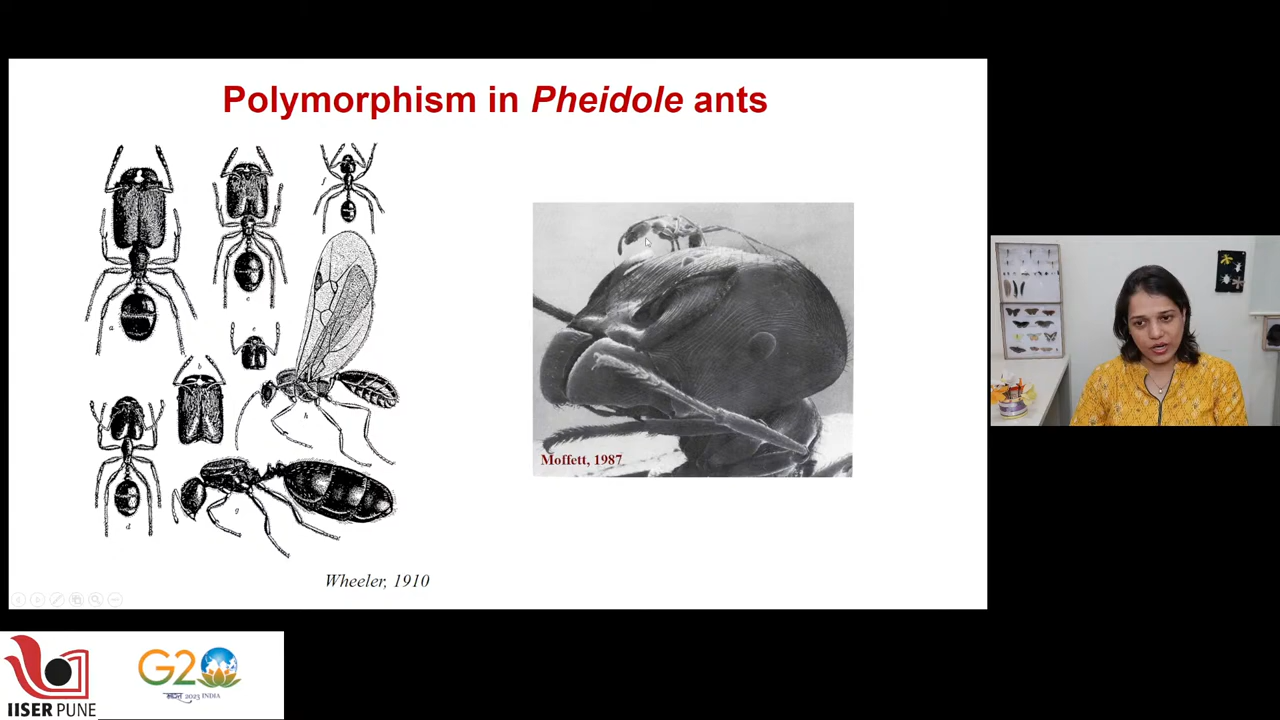 Polymorphism in Pheidole ants
a
b
c
d
e
f
g
h
Moffett, 1987
Wheeler, 1910
IISER PUNE
G20
भारत 2023 INDIA